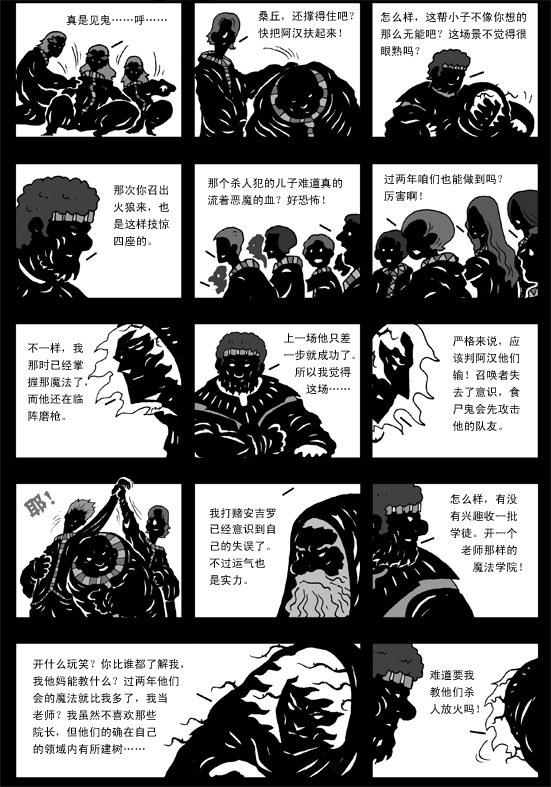 真是见鬼……呼……
桑丘，还撑得住吧？
快把阿汉扶起来！
怎么样，这帮小子不像你想的
那么无能吧？这场景不觉得很
眼熟吗？
那次你召出
火狼来，也
是这样技惊
四座的。
那个杀人犯的儿子难道真的
流着恶魔的血？好恐怖！
过两年咱们也能做到吗？
厉害啊！
不一样，我
那时已经掌
握那魔法了，
而他还在临
阵磨枪。
上一场他只差
一步就成功了。
所以我觉得
这场……
严格来说，应
该判阿汉他们
输！召唤者失
去了意识，食
尸鬼会先攻击
他的队友。
耶！
我打赌安吉罗
已经意识到自
己的失误了。
不过运气也
是实力。
怎么样，有没
有兴趣收一批
学徒。开一个
老师那样的
魔法学院！
开什么玩笑？你比谁都了解我，
我他妈能教什么？过两年他们
会的魔法就比我多了，我当
老师？我虽然不喜欢那些
院长，但他们的确在自己
的领域内有所建树……
难道要我
教他们杀
人放火吗！